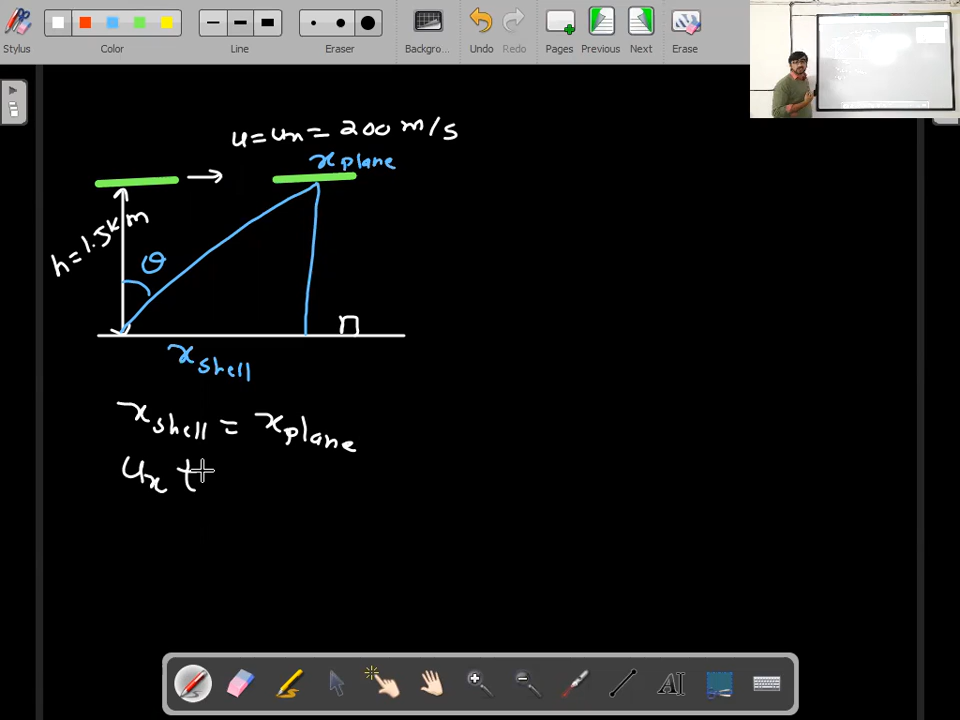 Stylus
Color
Line
Eraser
Backgro...
Undo
Redo
Pages
Previous
Next
Erase
u = uₓ = 200 m/s
x plane
h = 1.5 km
θ
x shell
x shell = x plane
uₓ t
AI